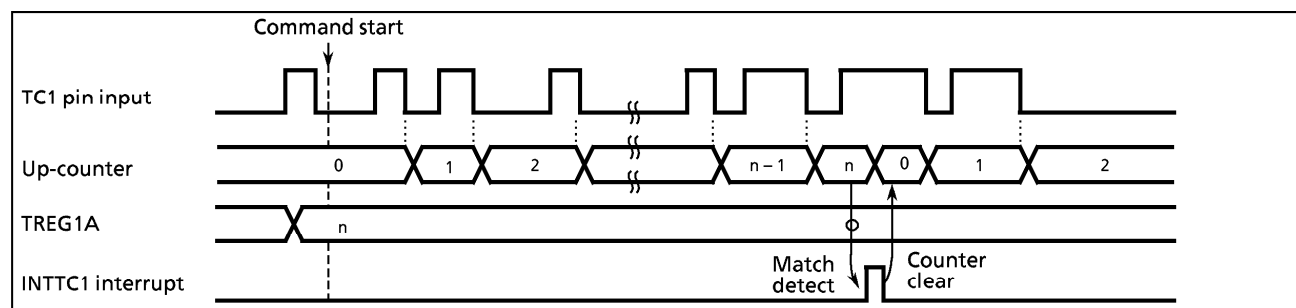 Command start
TC1 pin input
Up-counter 0 1 2 n – 1 n 0 1 2
TREG1A n
Match detect
Counter clear
INTTC1 interrupt